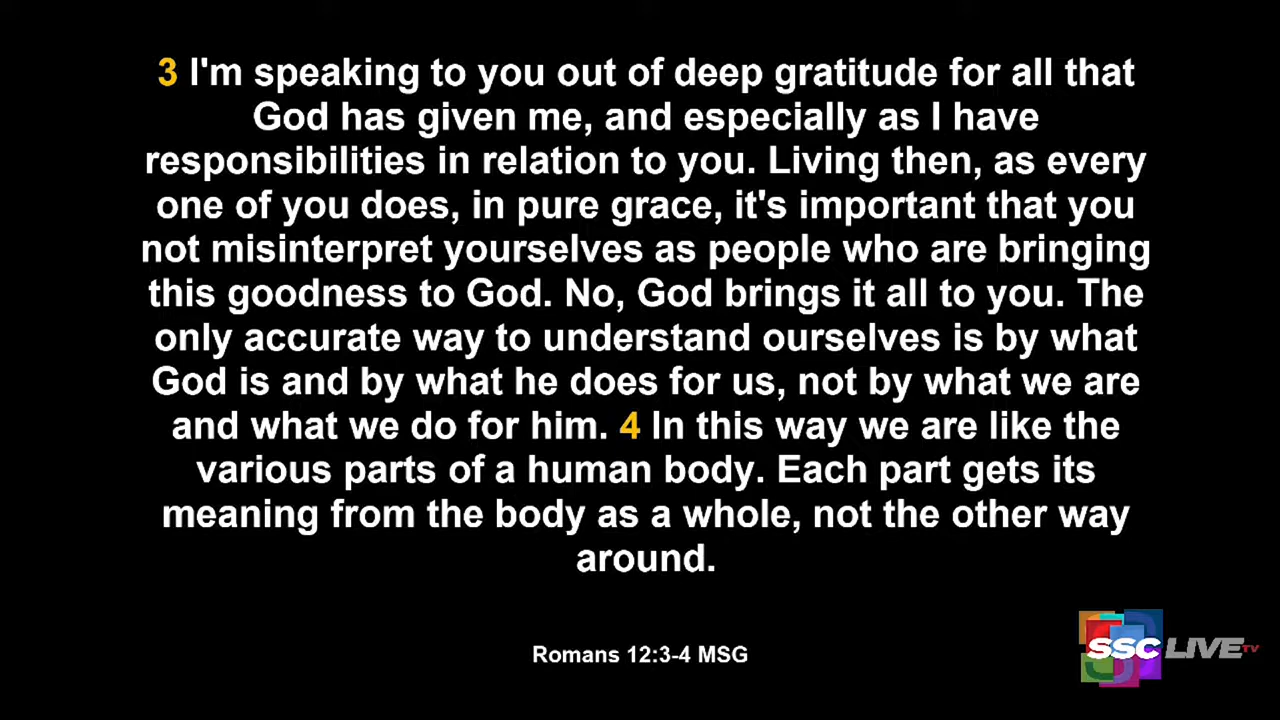 3 I'm speaking to you out of deep gratitude for all that
God has given me, and especially as I have
responsibilities in relation to you. Living then, as every
one of you does, in pure grace, it's important that you
not misinterpret yourselves as people who are bringing
this goodness to God. No, God brings it all to you. The
only accurate way to understand ourselves is by what
God is and by what he does for us, not by what we are
and what we do for him. 4 In this way we are like the
various parts of a human body. Each part gets its
meaning from the body as a whole, not the other way
around.
Romans 12:3-4 MSG
SSC LIVE TV